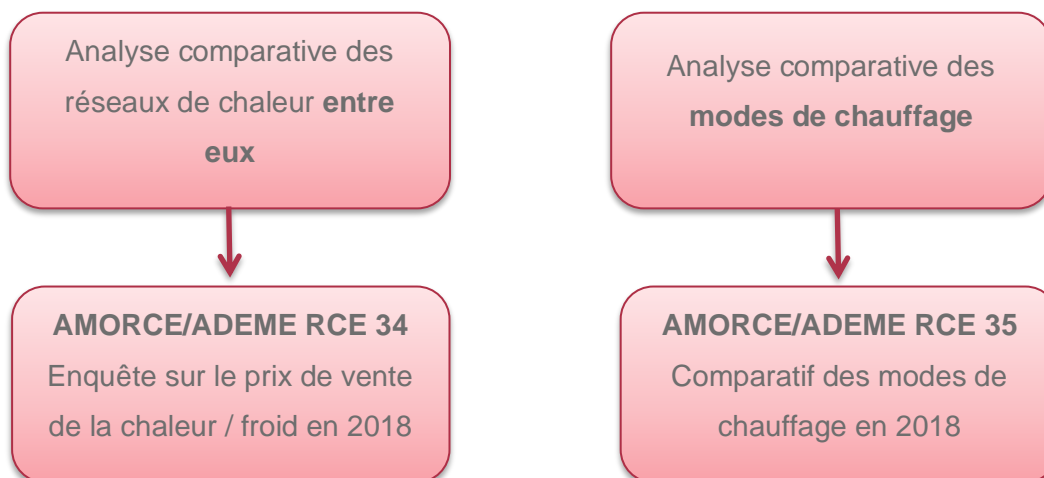 Analyse comparative des
réseaux de chaleur entre
eux
AMORCE/ADEME RCE 34
Enquête sur le prix de vente
de la chaleur / froid en 2018
Analyse comparative des
modes de chauffage
AMORCE/ADEME RCE 35
Comparatif des modes de
chauffage en 2018